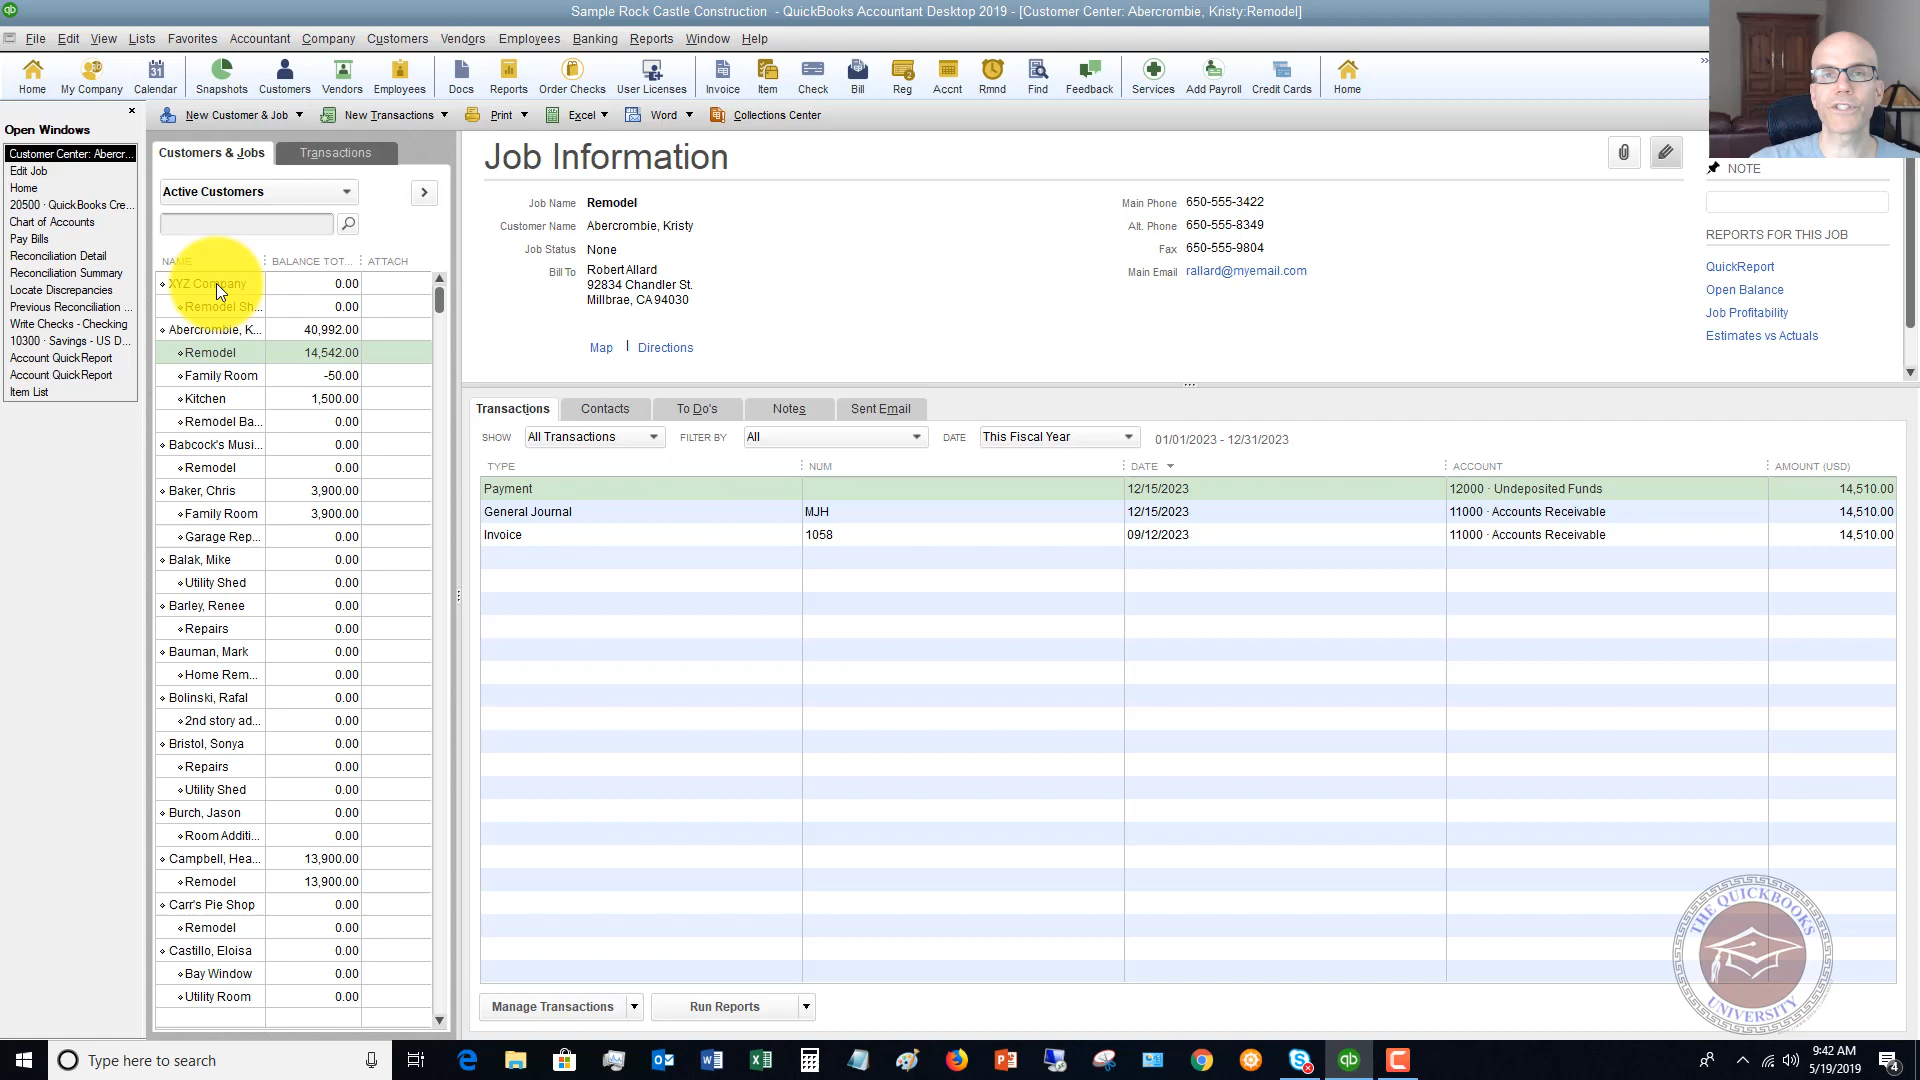 Sample Rock Castle Construction - QuickBooks Accountant Desktop 2019 - [Customer Center: Abercrombie, Kristy:Remodel]
File Edit View Lists Favorites Accountant Company Customers Vendors Employees Banking Reports Window Help
Home My Company Calendar Snapshots Customers Vendors Employees Docs Reports Order Checks User Licenses Invoice Item Check Bill Reg Accnt Rmnd Find Feedback Services Add Payroll Credit Cards Home
New Customer & Job New Transactions Print Excel Word Collections Center
Open Windows
Customer Center: Abercr...
Edit Job
Home
20500 · QuickBooks Cre...
Chart of Accounts
Pay Bills
Reconciliation Detail
Reconciliation Summary
Locate Discrepancies
Previous Reconciliation ...
Write Checks - Checking
10300 · Savings - US D...
Account QuickReport
Account QuickReport
Item List
Customers & Jobs Transactions
Active Customers
NAME BALANCE TOT... ATTACH
XYZ Company 0.00
Remodel Sh... 0.00
Abercrombie, K... 40,992.00
Remodel 14,542.00
Family Room -50.00
Kitchen 1,500.00
Remodel Ba... 0.00
Babcock's Musi... 0.00
Remodel 0.00
Baker, Chris 3,900.00
Family Room 3,900.00
Garage Rep... 0.00
Balak, Mike 0.00
Utility Shed 0.00
Barley, Renee 0.00
Repairs 0.00
Bauman, Mark 0.00
Home Rem... 0.00
Bolinski, Rafal 0.00
2nd story ad... 0.00
Bristol, Sonya 0.00
Repairs 0.00
Utility Shed 0.00
Burch, Jason 0.00
Room Additi... 0.00
Campbell, Hea... 13,900.00
Remodel 13,900.00
Carr's Pie Shop 0.00
Remodel 0.00
Castillo, Eloisa 0.00
Bay Window 0.00
Utility Room 0.00
Job Information
Job Name Remodel
Customer Name Abercrombie, Kristy
Job Status None
Bill To Robert Allard
92834 Chandler St.
Millbrae, CA 94030
Map | Directions
Main Phone 650-555-3422
Alt. Phone 650-555-8349
Fax 650-555-9804
Main Email rallard@myemail.com
NOTE
REPORTS FOR THIS JOB
QuickReport
Open Balance
Job Profitability
Estimates vs Actuals
Transactions Contacts To Do's Notes Sent Email
SHOW All Transactions FILTER BY All DATE This Fiscal Year 01/01/2023 - 12/31/2023
TYPE NUM DATE ACCOUNT AMOUNT (USD)
Payment 12/15/2023 12000 · Undeposited Funds 14,510.00
General Journal MJH 12/15/2023 11000 · Accounts Receivable 14,510.00
Invoice 1058 09/12/2023 11000 · Accounts Receivable 14,510.00
Manage Transactions Run Reports
THE QUICKBOOKS
UNIVERSITY
Type here to search
9:42 AM
5/19/2019
4